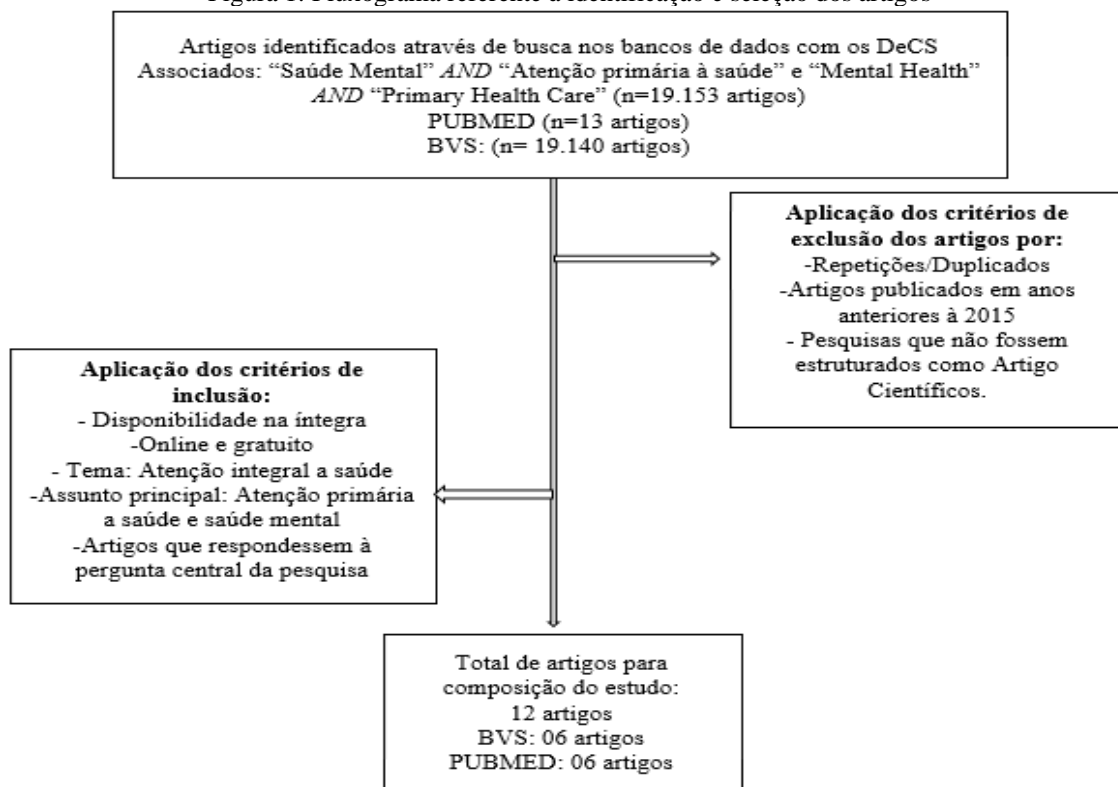 Artigos identificados através de busca nos bancos de dados com os DeCS
Associados: “Saúde Mental” AND “Atenção primária à saúde” e “Mental Health”
AND “Primary Health Care” (n=19.153 artigos)
PUBMED (n=13 artigos)
BVS: (n= 19.140 artigos)
Aplicação dos critérios de
exclusão dos artigos por:
-Repetições/Duplicados
-Artigos publicados em anos
anteriores à 2015
- Pesquisas que não fossem
estruturados como Artigo
Científicos.
Aplicação dos critérios de
inclusão:
- Disponibilidade na íntegra
-Online e gratuito
- Tema: Atenção integral a saúde
-Assunto principal: Atenção primária
a saúde e saúde mental
-Artigos que respondessem à
pergunta central da pesquisa
Total de artigos para
composição do estudo:
12 artigos
BVS: 06 artigos
PUBMED: 06 artigos